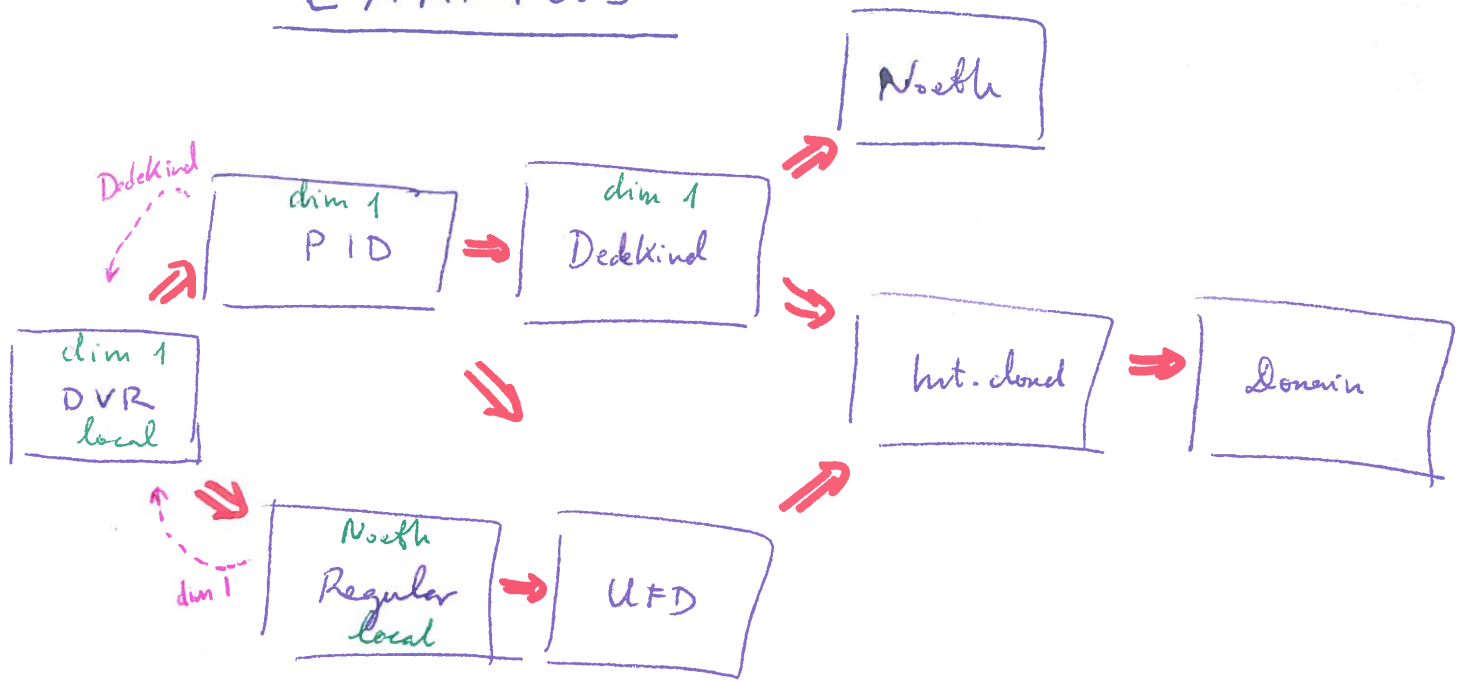 EXAMPLES
Noeth
Dedekind
dim 1
PID
dim 1
Dedekind
dim 1
DVR
local
Int. closed
Domain
dim 1
Noeth
Regular
local
UFD